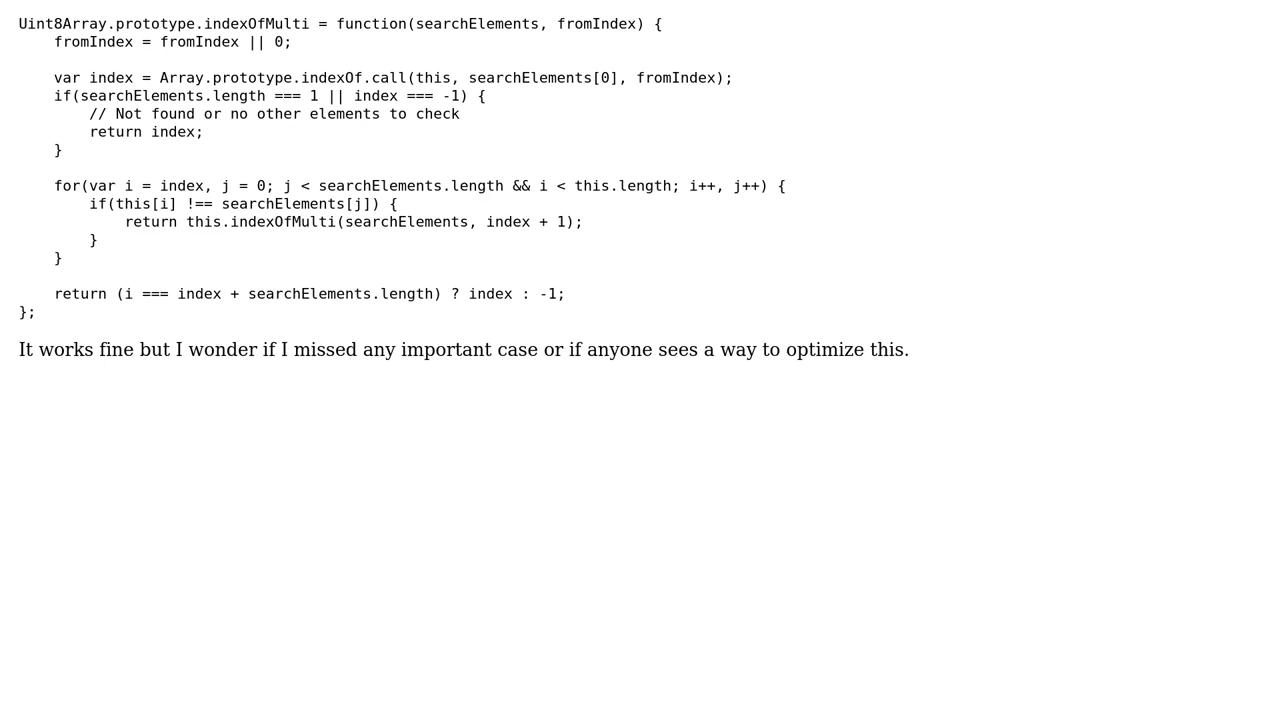 Uint8Array.prototype.indexOfMulti = function(searchElements, fromIndex) {
    fromIndex = fromIndex || 0;

    var index = Array.prototype.indexOf.call(this, searchElements[0], fromIndex);
    if(searchElements.length === 1 || index === -1) {
        // Not found or no other elements to check
        return index;
    }

    for(var i = index, j = 0; j < searchElements.length && i < this.length; i++, j++) {
        if(this[i] !== searchElements[j]) {
            return this.indexOfMulti(searchElements, index + 1);
        }
    }

    return (i === index + searchElements.length) ? index : -1;
};
It works fine but I wonder if I missed any important case or if anyone sees a way to optimize this.